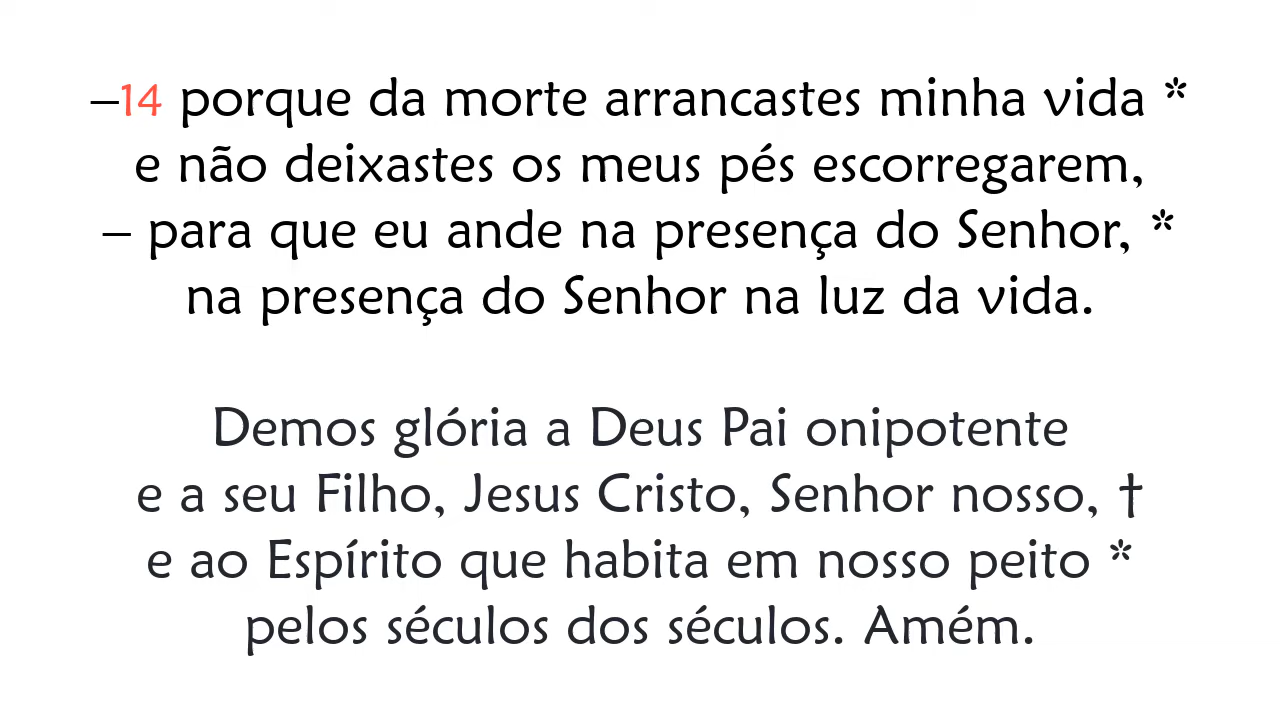 –14 porque da morte arrancastes minha vida *
e não deixastes os meus pés escorregarem,
– para que eu ande na presença do Senhor, *
na presença do Senhor na luz da vida.
Demos glória a Deus Pai onipotente
e a seu Filho, Jesus Cristo, Senhor nosso, †
e ao Espírito que habita em nosso peito *
pelos séculos dos séculos. Amém.